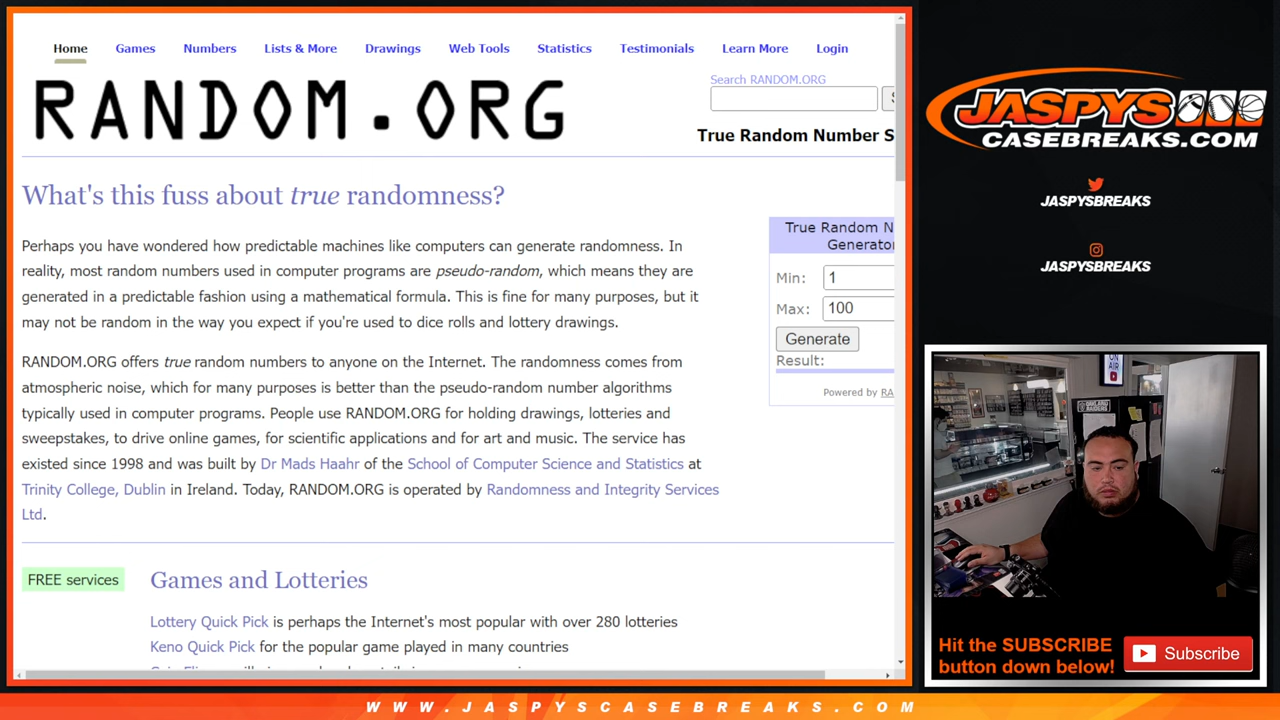 Home Games Numbers Lists & More Drawings Web Tools Statistics Testimonials Learn More Login
RANDOM.ORG
Search RANDOM.ORG
True Random Number S
What's this fuss about true randomness?
Perhaps you have wondered how predictable machines like computers can generate randomness. In
reality, most random numbers used in computer programs are pseudo-random, which means they are
generated in a predictable fashion using a mathematical formula. This is fine for many purposes, but it
may not be random in the way you expect if you're used to dice rolls and lottery drawings.
RANDOM.ORG offers true random numbers to anyone on the Internet. The randomness comes from
atmospheric noise, which for many purposes is better than the pseudo-random number algorithms
typically used in computer programs. People use RANDOM.ORG for holding drawings, lotteries and
sweepstakes, to drive online games, for scientific applications and for art and music. The service has
existed since 1998 and was built by Dr Mads Haahr of the School of Computer Science and Statistics at
Trinity College, Dublin in Ireland. Today, RANDOM.ORG is operated by Randomness and Integrity Services
Ltd.
True Random N
Generator
Min: 1
Max: 100
Generate
Result:
Powered by RA
FREE services
Games and Lotteries
Lottery Quick Pick is perhaps the Internet's most popular with over 280 lotteries
Keno Quick Pick for the popular game played in many countries
JASPYS
CASEBREAKS.COM
JASPYSBREAKS
JASPYSBREAKS
ON
AIR
Hit the SUBSCRIBE
button down below!
Subscribe
WWW.JASPYSCASEBREAKS.COM